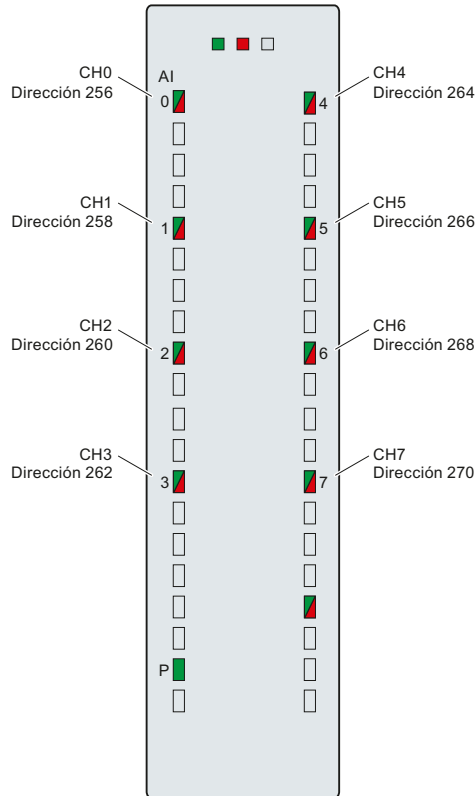 CH0
Dirección 256
AI
0
CH4
Dirección 264
4
CH1
Dirección 258
1
CH5
Dirección 266
5
CH2
Dirección 260
2
CH6
Dirección 268
6
CH3
Dirección 262
3
CH7
Dirección 270
7
P